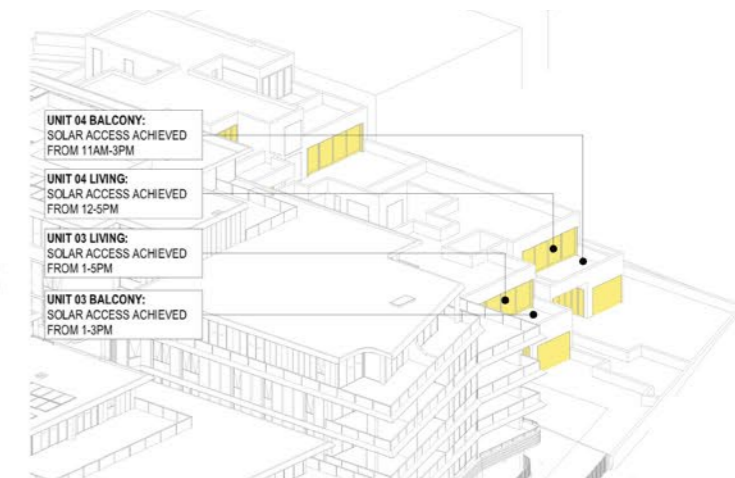 UNIT 04 BALCONY:
SOLAR ACCESS ACHIEVED
FROM 11AM-3PM
UNIT 04 LIVING:
SOLAR ACCESS ACHIEVED
FROM 12-5PM
UNIT 03 LIVING:
SOLAR ACCESS ACHIEVED
FROM 1-5PM
UNIT 03 BALCONY:
SOLAR ACCESS ACHIEVED
FROM 1-3PM